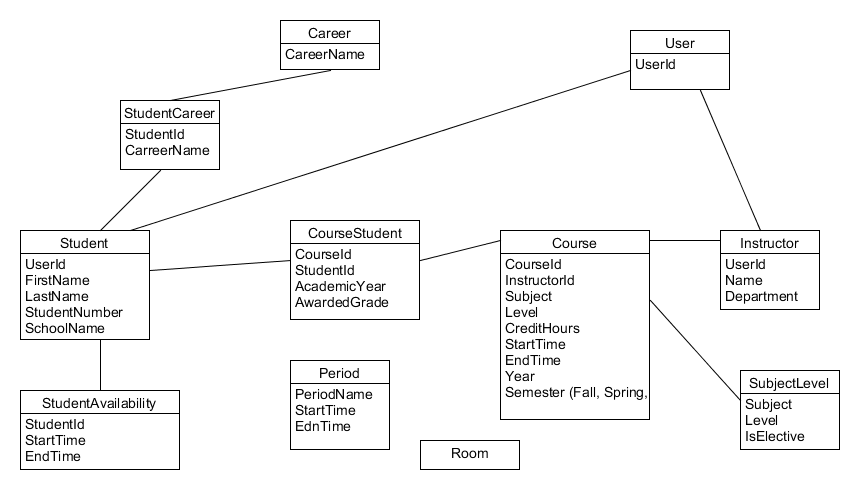 Career
CareerName
User
UserId
StudentCareer
StudentId
CarreerName
Student
UserId
FirstName
LastName
StudentNumber
SchoolName
CourseStudent
CourseId
StudentId
AcademicYear
AwardedGrade
Course
CourseId
InstructorId
Subject
Level
CreditHours
StartTime
EndTime
Year
Semester (Fall, Spring,
Instructor
UserId
Name
Department
StudentAvailability
StudentId
StartTime
EndTime
Period
PeriodName
StartTime
EdnTime
Room
SubjectLevel
Subject
Level
IsElective